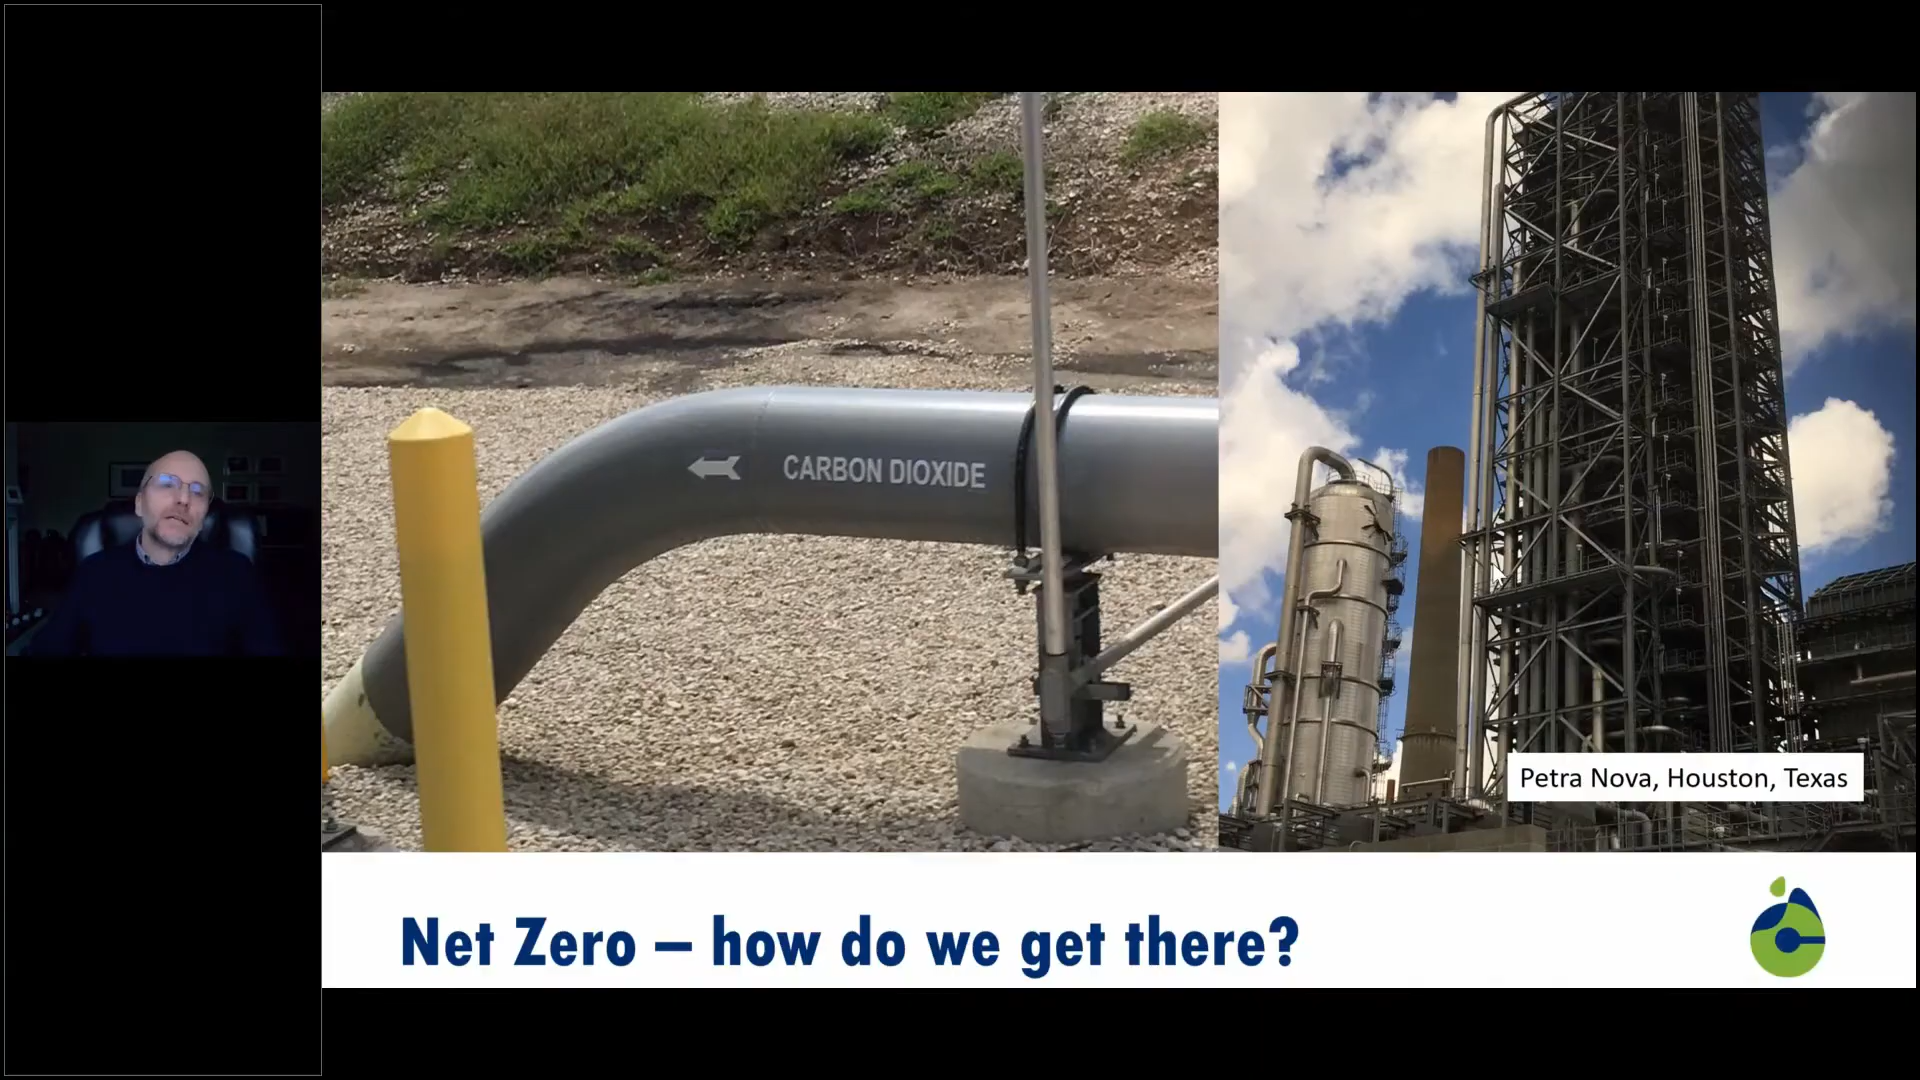 CARBON DIOXIDE
Petra Nova, Houston, Texas
Net Zero – how do we get there?